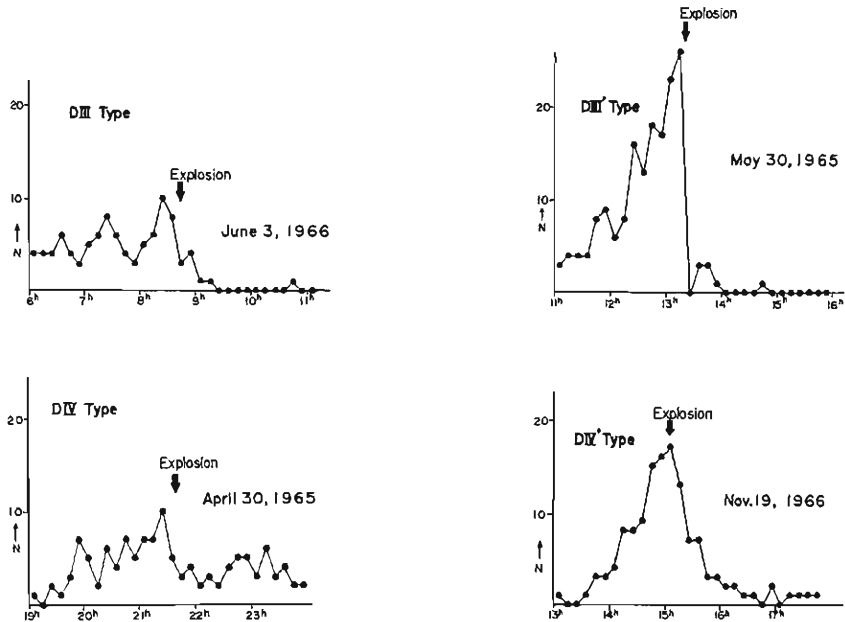 Explosion
20
DIII Type
10
Explosion
June 3, 1966
↑
N
6h 7h 8h 9h 10h 11h
20
DIII' Type
May 30, 1965
10
↑
N
11h 12h 13h 14h 15h 16h
DIV Type
20
Explosion
April 30, 1965
10
↑
N
19h 20h 21h 22h 23h
Explosion
20
DIV' Type
Nov. 19, 1966
10
↑
N
13h 14h 15h 16h 17h